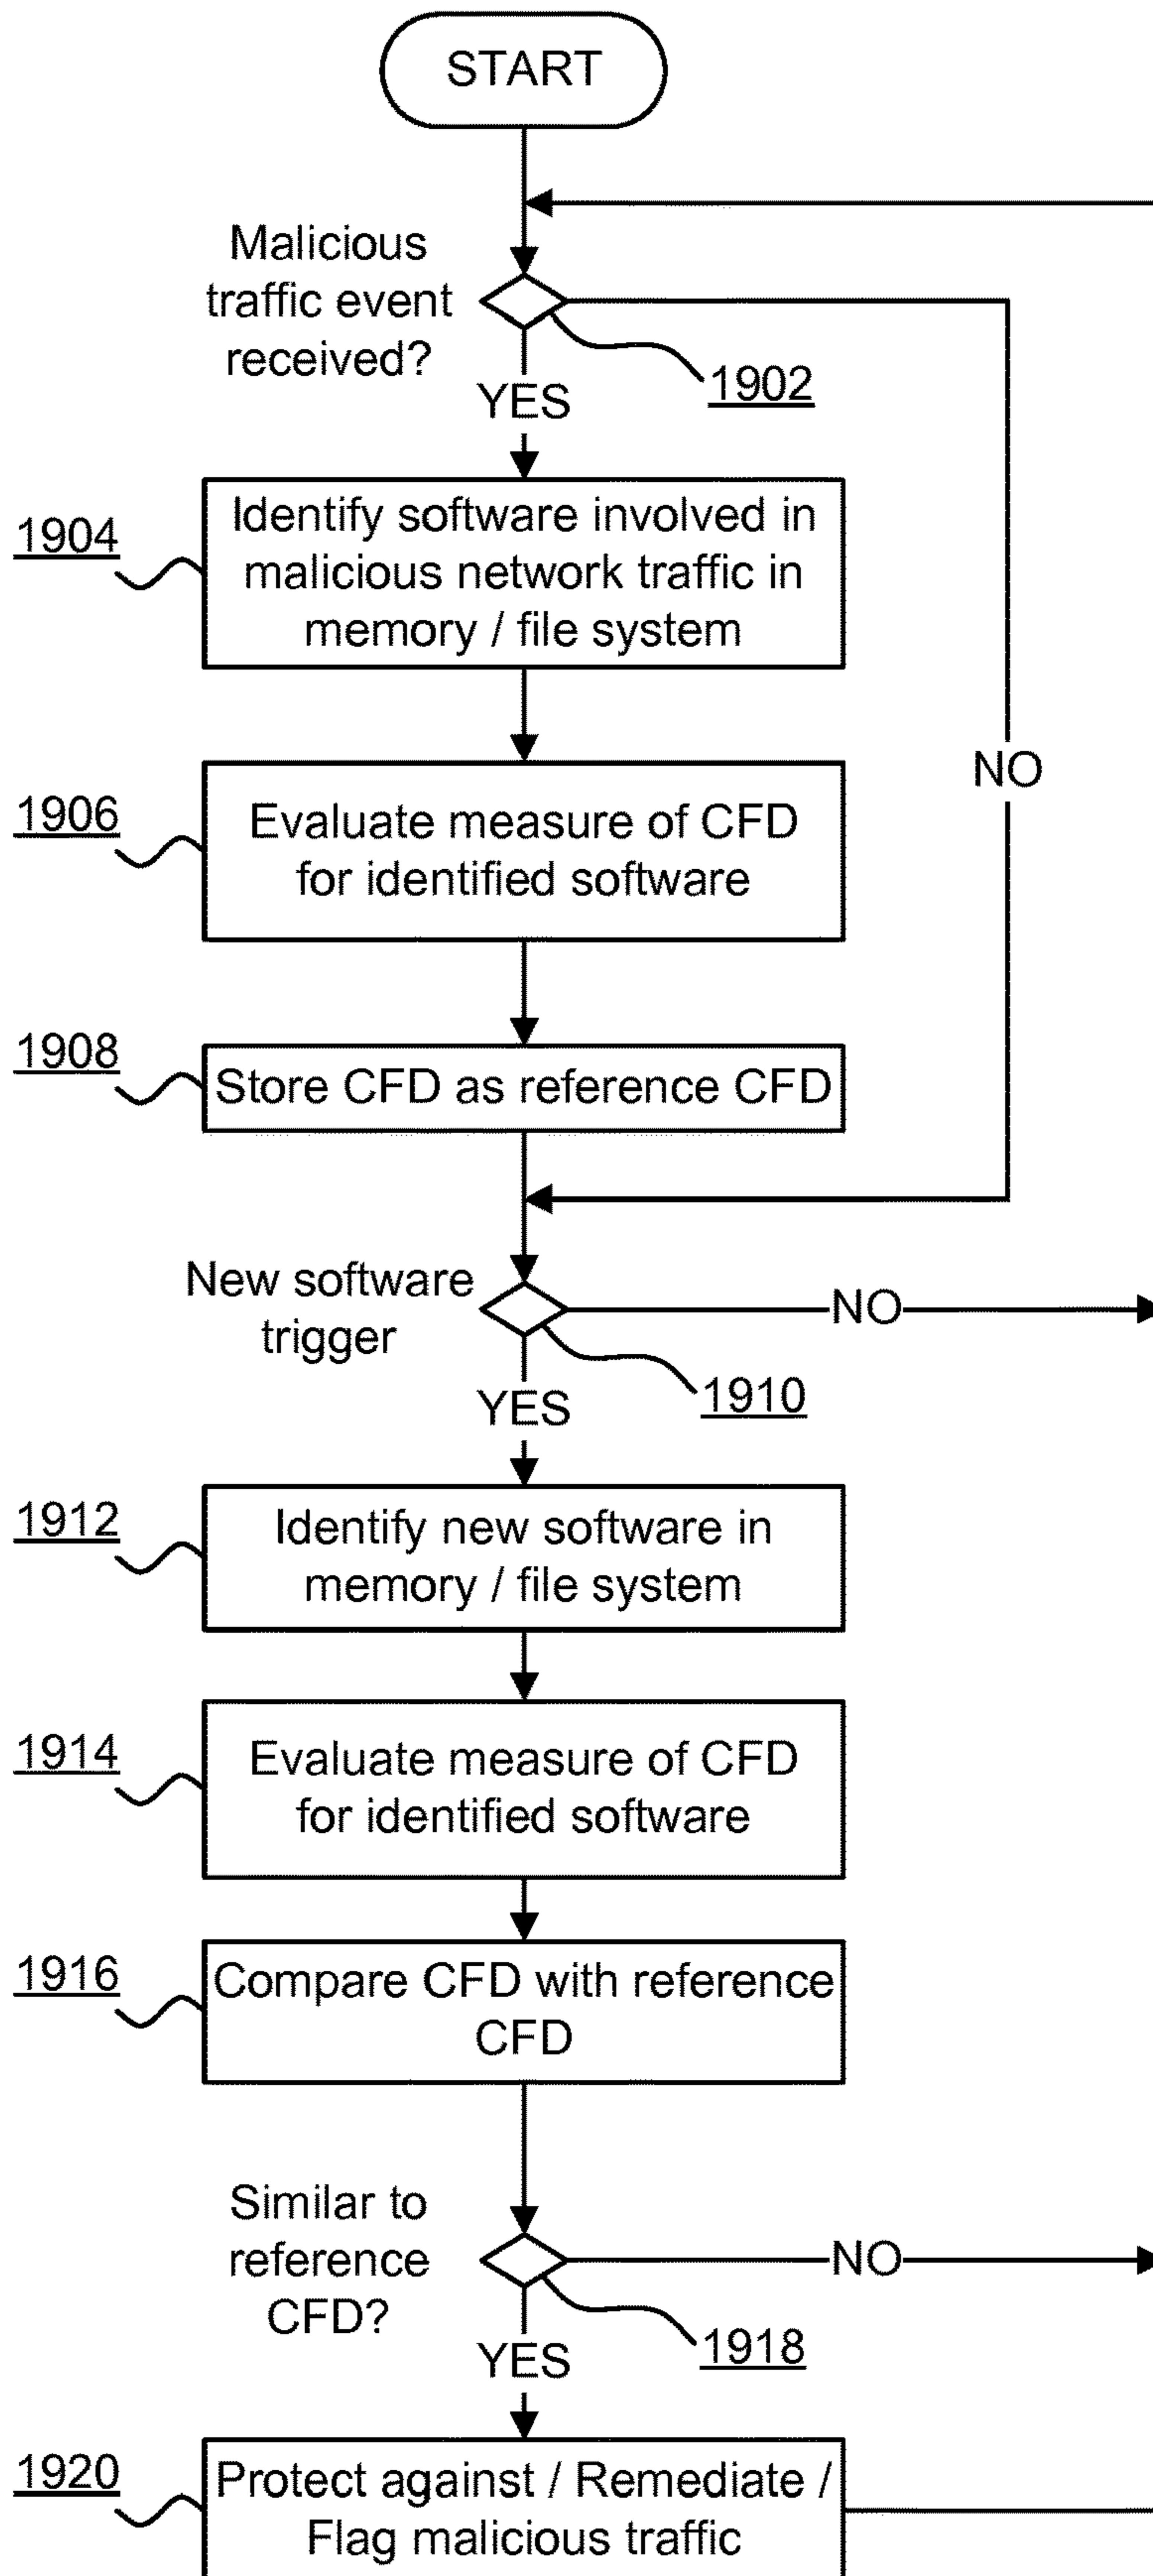 START
Malicious
traffic event
received?
1902
YES
1904
Identify software involved in
malicious network traffic in
memory / file system
NO
1906
Evaluate measure of CFD
for identified software
1908
Store CFD as reference CFD
New software
trigger
NO
1910
YES
1912
Identify new software in
memory / file system
1914
Evaluate measure of CFD
for identified software
1916
Compare CFD with reference
CFD
Similar to
reference
CFD?
NO
1918
YES
1920
Protect against / Remediate /
Flag malicious traffic